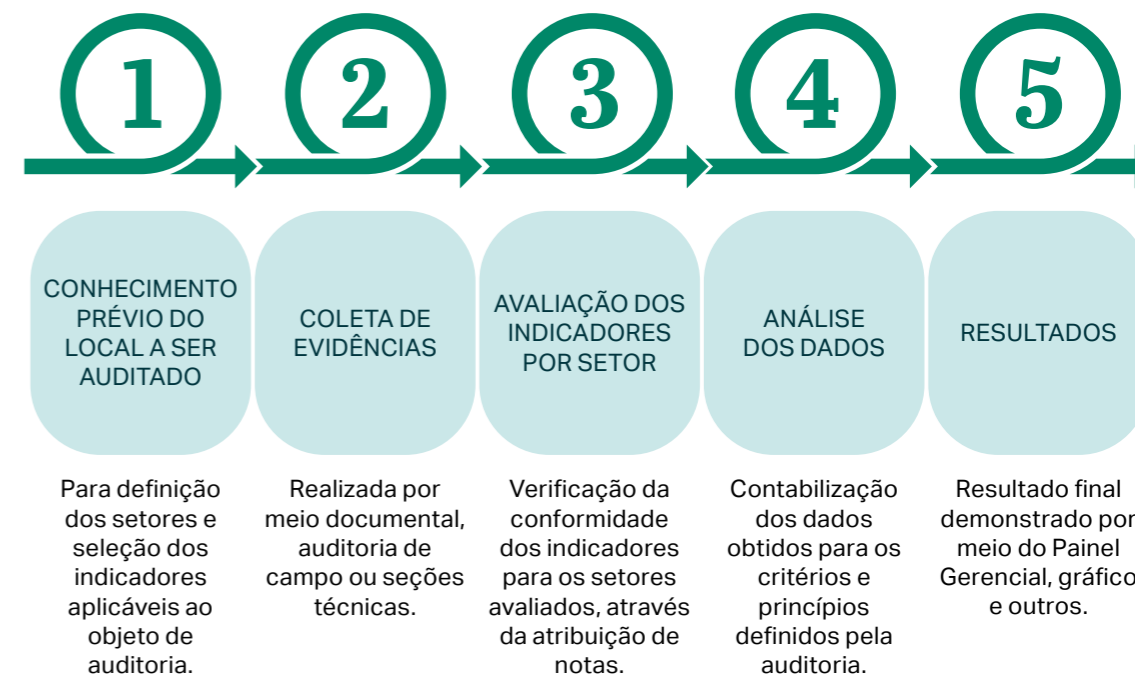 1
2
3
4
5
CONHECIMENTO
PRÉVIO DO
LOCAL A SER
AUDITADO
COLETA DE
EVIDÊNCIAS
AVALIAÇÃO DOS
INDICADORES
POR SETOR
ANÁLISE
DOS DADOS
RESULTADOS
Para definição
dos setores e
seleção dos
indicadores
aplicáveis ao
objeto de
auditoria.
Realizada por
meio documental,
auditoria de
campo ou seções
técnicas.
Verificação da
conformidade
dos indicadores
para os setores
avaliados, através
da atribuição de
notas.
Contabilização
dos dados
obtidos para os
critérios e
princípios
definidos pela
auditoria.
Resultado final
demonstrado por
meio do Painel
Gerencial, gráfico
e outros.